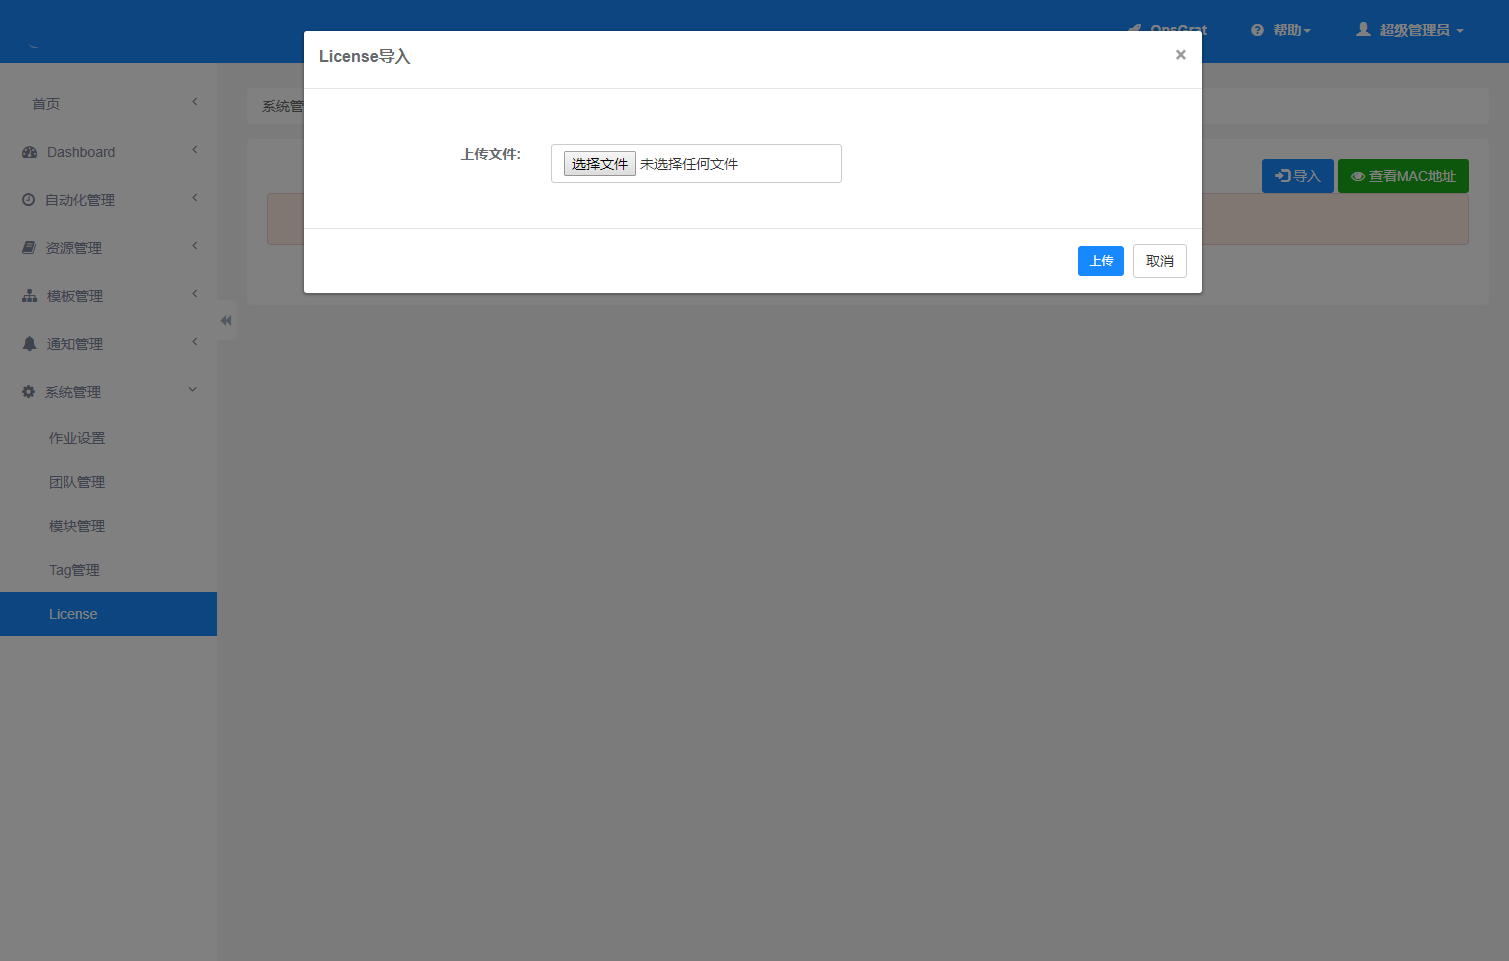 OpsGrat 帮助 超级管理员
License导入 ×
上传文件:
选择文件 未选择任何文件
上传 取消
首页
Dashboard
自动化管理
资源管理
模板管理
通知管理
系统管理
作业设置
团队管理
模块管理
Tag管理
License
系统管
导入 查看MAC地址